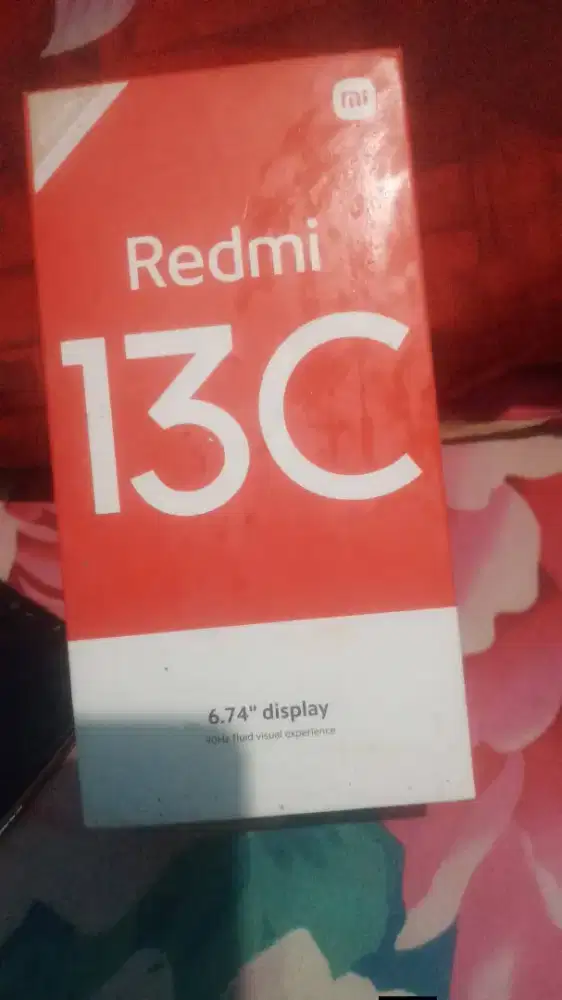 mi
Redmi
13C
6.74" display
90Hz fluid visual experience